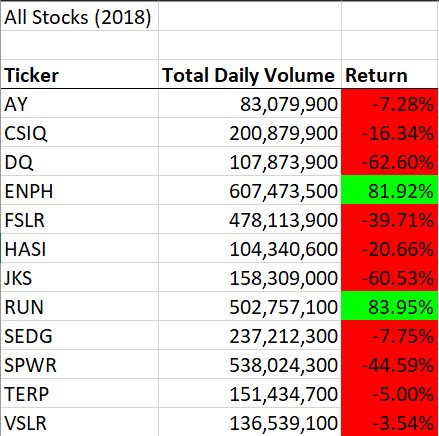 All Stocks (2018)
Ticker Total Daily Volume Return
AY 83,079,900 -7.28%
CSIQ 200,879,900 -16.34%
DQ 107,873,900 -62.60%
ENPH 607,473,500 81.92%
FSLR 478,113,900 -39.71%
HASI 104,340,600 -20.66%
JKS 158,309,000 -60.53%
RUN 502,757,100 83.95%
SEDG 237,212,300 -7.75%
SPWR 538,024,300 -44.59%
TERP 151,434,700 -5.00%
VSLR 136,539,100 -3.54%